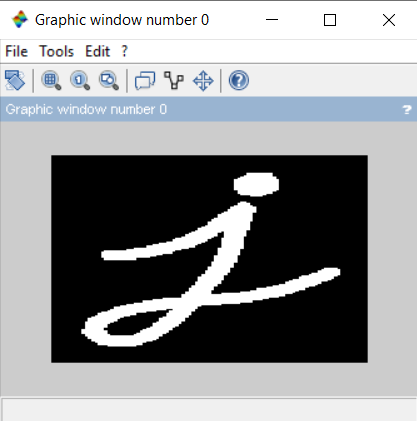 Graphic window number 0
File Tools Edit ?
Graphic window number 0 ?
j